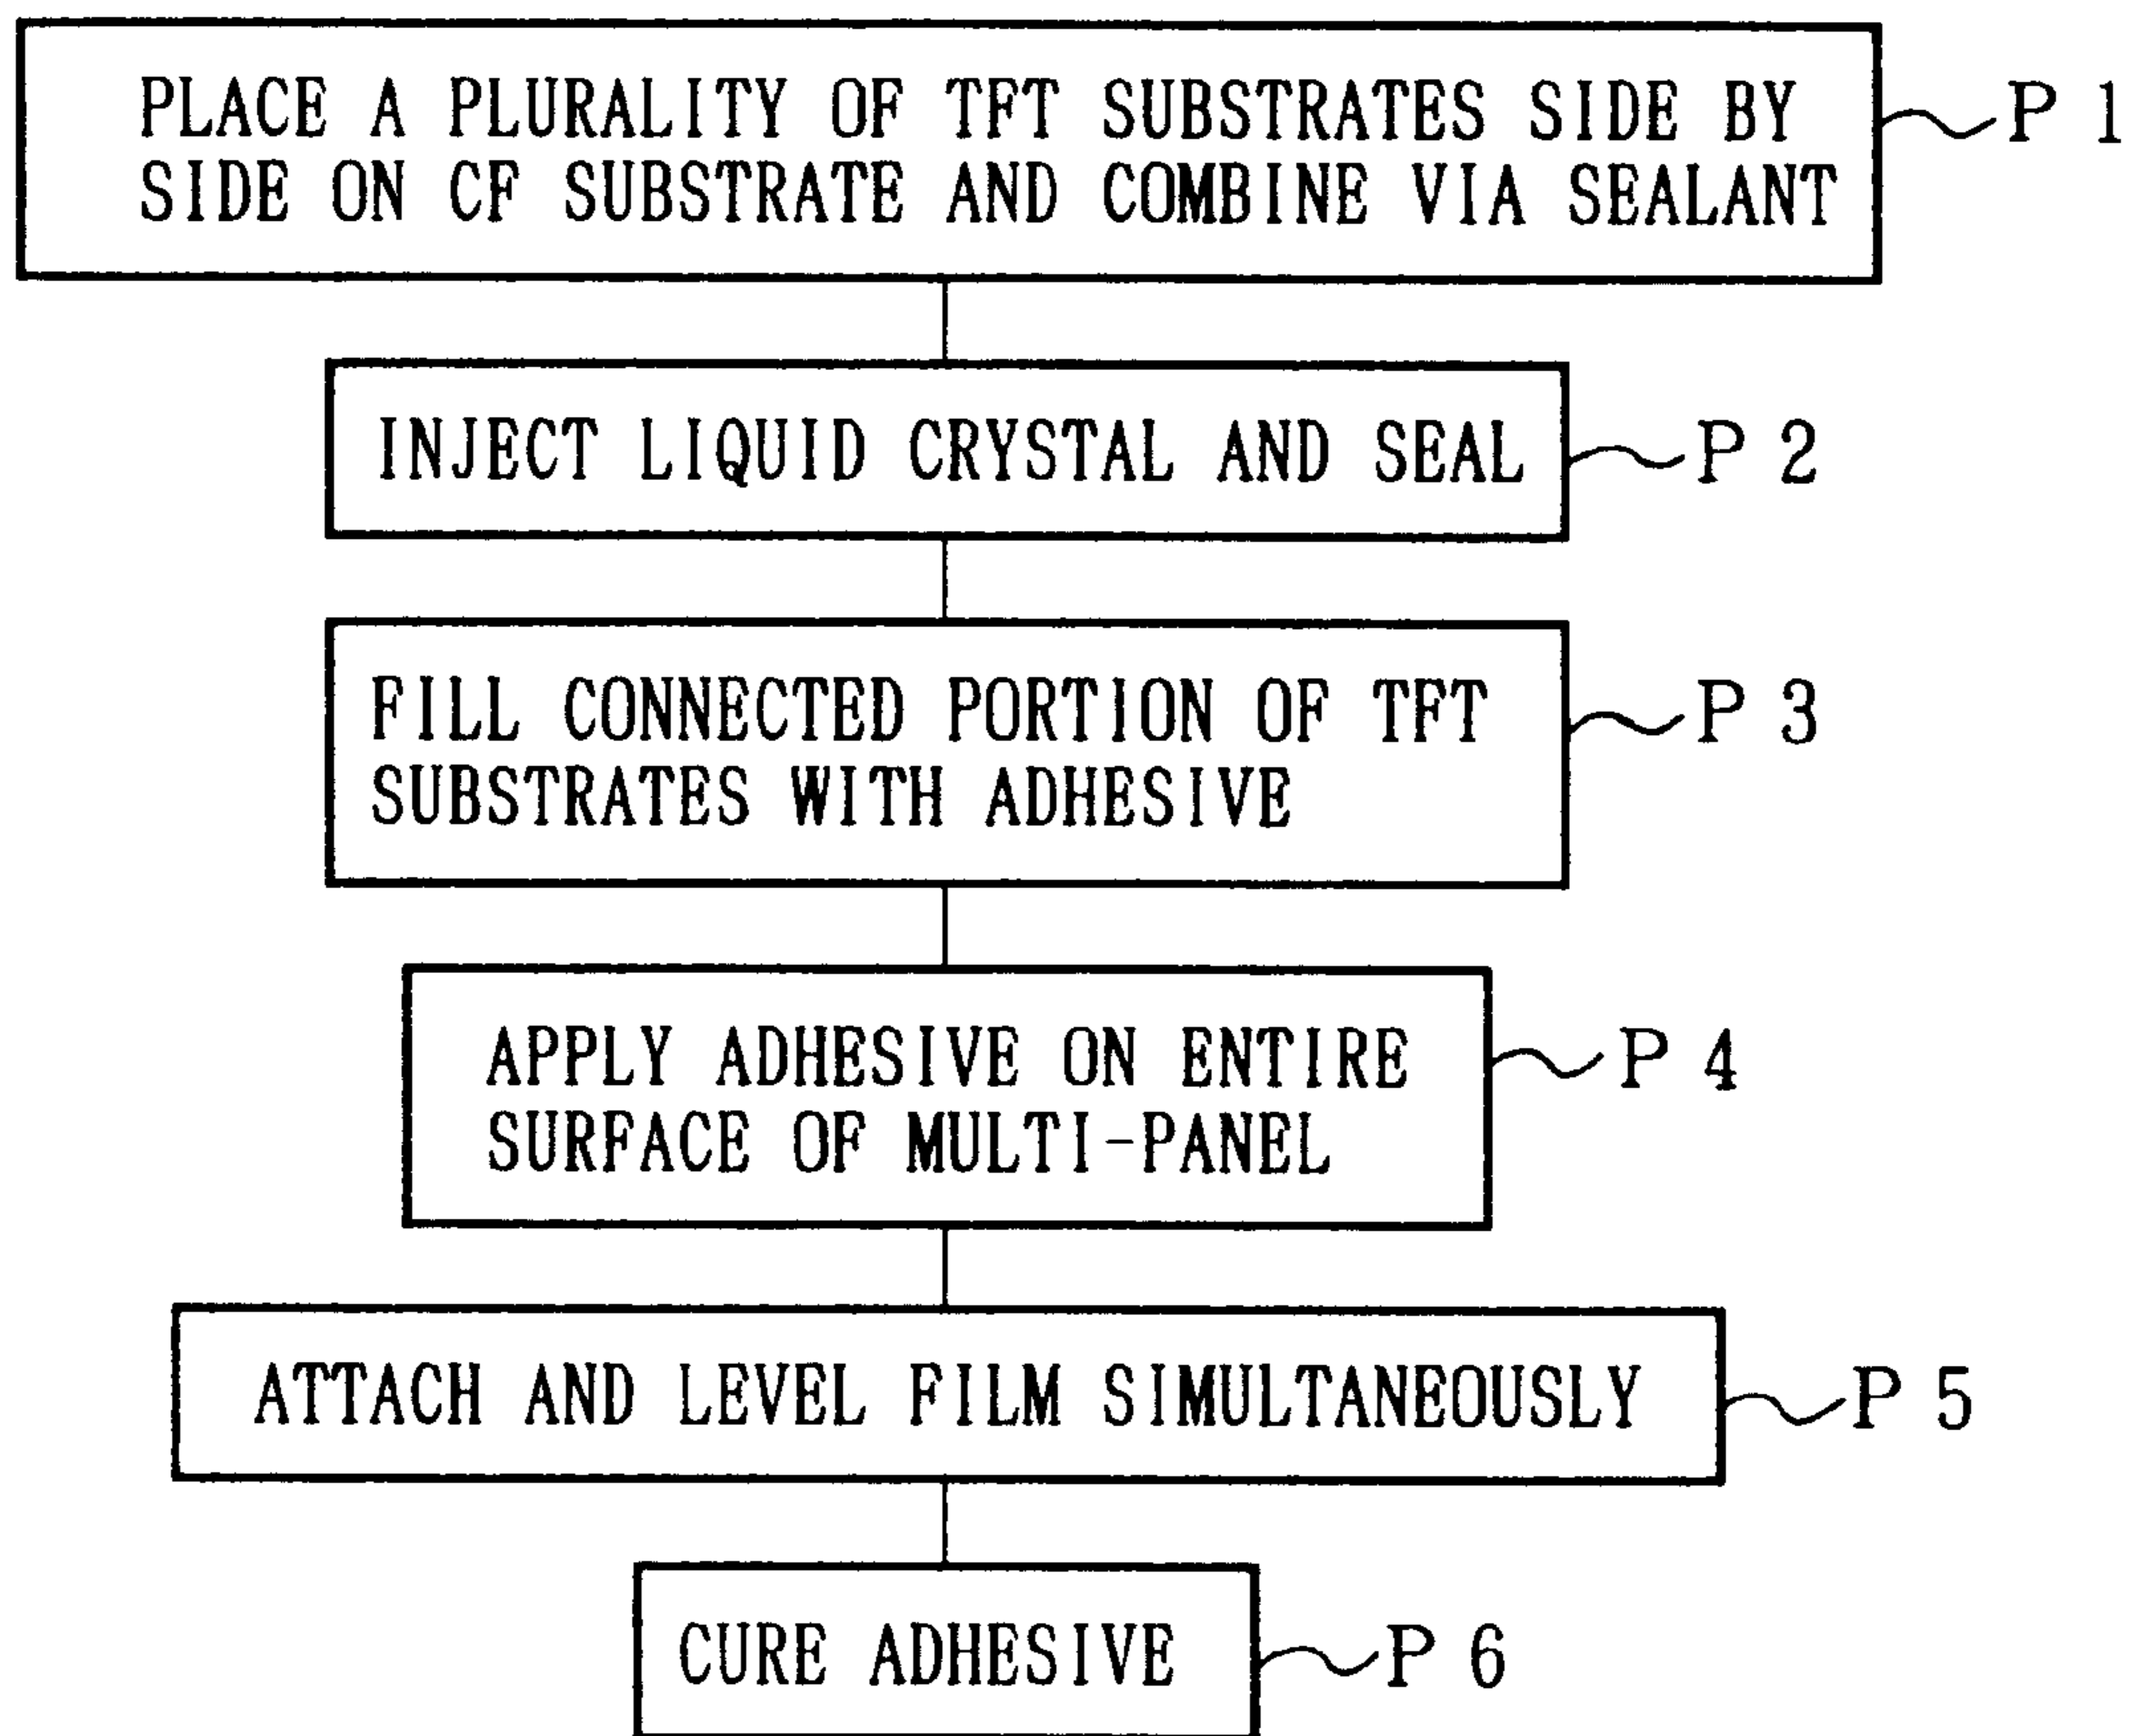 PLACE A PLURALITY OF TFT SUBSTRATES SIDE BY
SIDE ON CF SUBSTRATE AND COMBINE VIA SEALANT
P 1
INJECT LIQUID CRYSTAL AND SEAL
P 2
FILL CONNECTED PORTION OF TFT
SUBSTRATES WITH ADHESIVE
P 3
APPLY ADHESIVE ON ENTIRE
SURFACE OF MULTI-PANEL
P 4
ATTACH AND LEVEL FILM SIMULTANEOUSLY
P 5
CURE ADHESIVE
P 6